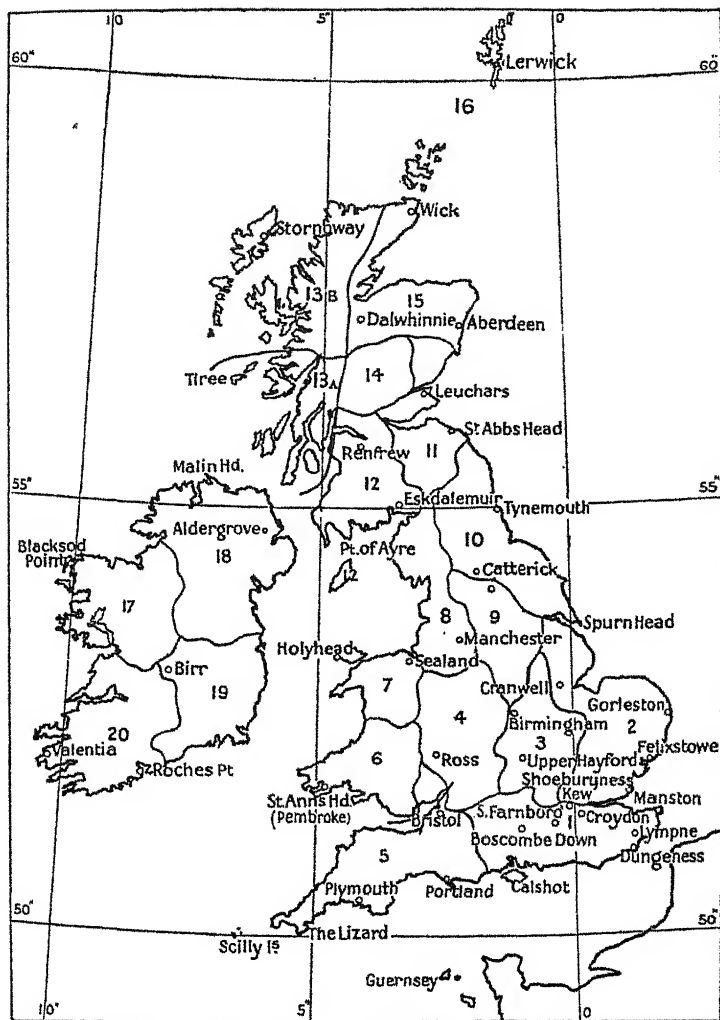 10 5° 0
60° 60°
Lerwick
16
Wick
Stornoway
13B
15
Dalwhinnie Aberdeen
Tiree 13A 14
Leuchars
St Abbs Head
Renfrew 11
Malin Hd.
12
55° 55°
Eskdalemuir
Tynemouth
Aldergrove
18
10
Blacksod
Point
Pt. of Ayre
12
Catterick
17
9
8
Spurn Head
Manchester
Holyhead
Sealand
Birr
19
7
Cranwell
Gorleston
4
Birmingham
2
20
Valentia
6
3
Felixstowe
Ross
Upper Hayford
Roches Pt
Shoeburyness
St. Anns Hd.
(Pembroke)
(Kew)
Manston
Bristol
S. Farnboro
1
Croydon
Boscombe Down
Lympne
5
Dungeness
Plymouth
Portland
Calshot
50° 50°
Scilly Is.
The Lizard
Guernsey
10° 5° 0